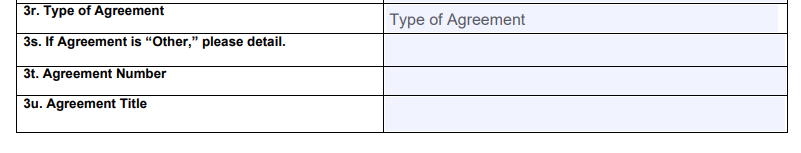 3r. Type of Agreement
Type of Agreement
3s. If Agreement is “Other,” please detail.
3t. Agreement Number
3u. Agreement Title